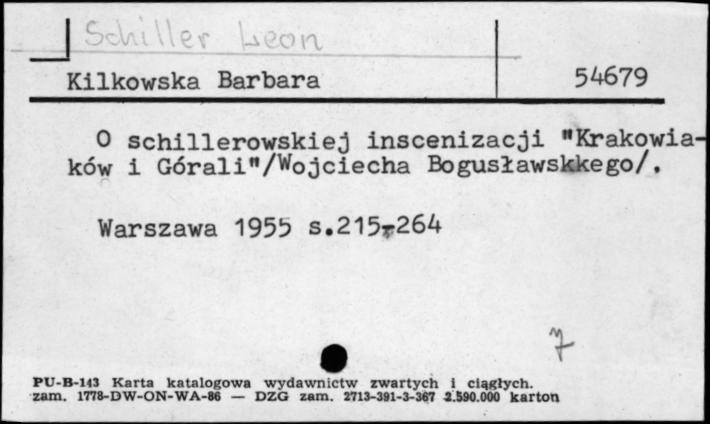 Schiller Leon
Kilkowska Barbara 54679
O schillerowskiej inscenizacji "Krakowia-
ków i Górali"/Wojciecha Bogusławskkego/.
Warszawa 1955 s.215-264
7
PU-B-143 Karta katalogowa wydawnictw zwartych i ciągłych.
zam. 1778-DW-ON-WA-86 — DZG zam. 2713-391-3-367 2.590.000 karton